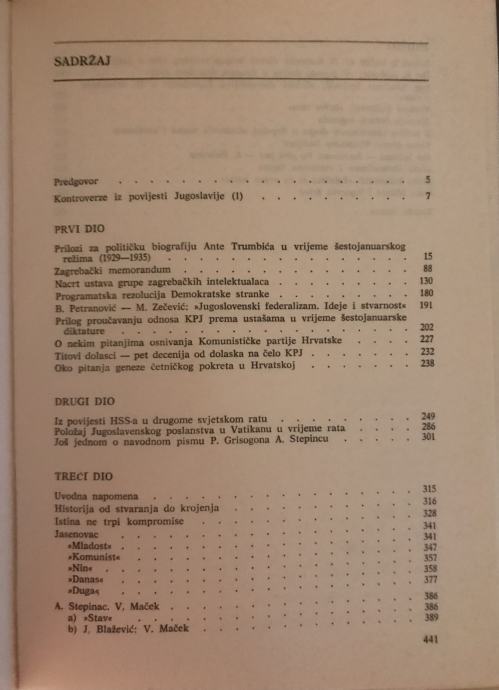 SADRŽAJ
Predgovor . . . . . . . . . . . . . . . 5
Kontroverze iz povijesti Jugoslavije (1) . . . . . . . . 7
PRVI DIO
Prilozi za političku biografiju Ante Trumbića u vrijeme šestojanuarskog
režima (1929—1935) . . . . . . . . . . . . 15
Zagrebački memorandum . . . . . . . . . . . . 88
Nacrt ustava grupe zagrebačkih intelektualaca . . . . . . 130
Programatska rezolucija Demokratske stranke . . . . . . 180
B. Petranović — M. Zečević: »Jugoslovenski federalizam. Ideje i stvarnost« 191
Prilog proučavanju odnosa KPJ prema ustašama u vrijeme šestojanuarske
diktature . . . . . . . . . . . . . . 202
O nekim pitanjima osnivanja Komunističke partije Hrvatske . . . 227
Titovi dolasci — pet decenija od dolaska na čelo KPJ . . . . . 232
Oko pitanja geneze četničkog pokreta u Hrvatskoj . . . . . 238
DRUGI DIO
Iz povijesti HSS-a u drugome svjetskom ratu . . . . . . 249
Položaj Jugoslavenskog poslanstva u Vatikanu u vrijeme rata . . . 286
Još jednom o navodnom pismu P. Grisogona A. Stepincu . . . . 301
TREĆI DIO
Uvodna napomena . . . . . . . . . . . . 315
Historija od stvaranja do krojenja . . . . . . . . . 316
Istina ne trpi kompromise . . . . . . . . . . 328
Jasenovac . . . . . . . . . . . . . . 341
»Mladost« . . . . . . . . . . . . . 341
»Komunist« . . . . . . . . . . . . . 347
»Nin« . . . . . . . . . . . . . . 357
»Danas« . . . . . . . . . . . . . 358
»Duga« . . . . . . . . . . . . . . 377
A. Stepinac. V. Maček . . . . . . . . . . . 386
a) »Stav« . . . . . . . . . . . . . 386
b) J. Blažević: V. Maček . . . . . . . . . 389
441